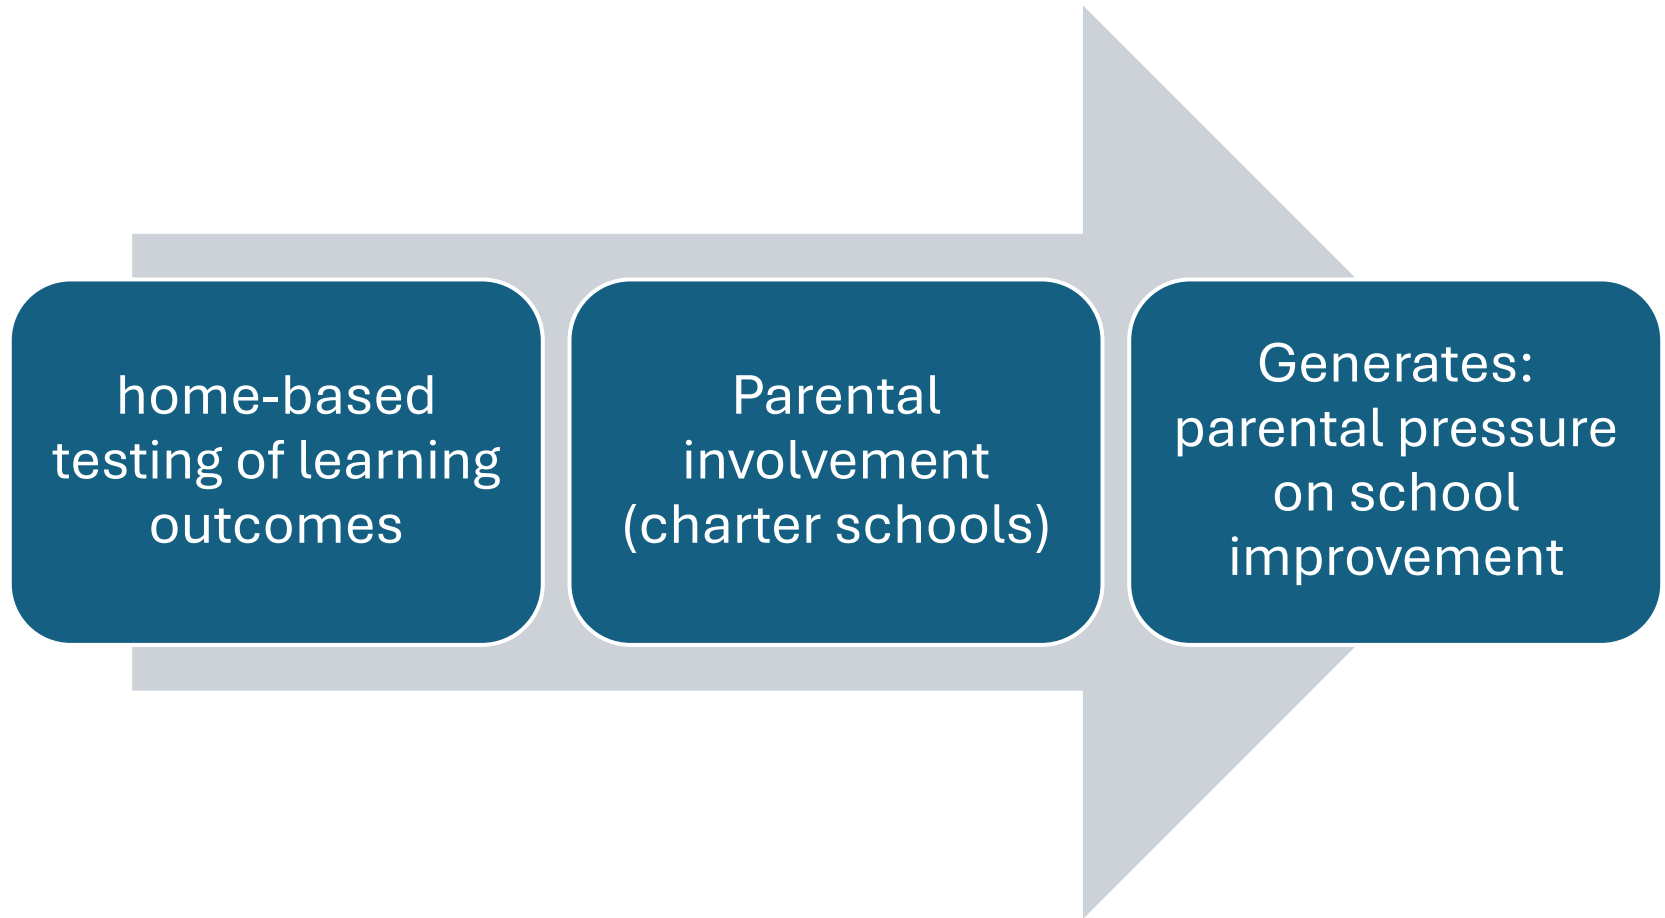 home-based
testing of learning
outcomes
Parental
involvement
(charter schools)
Generates:
parental pressure
on school
improvement